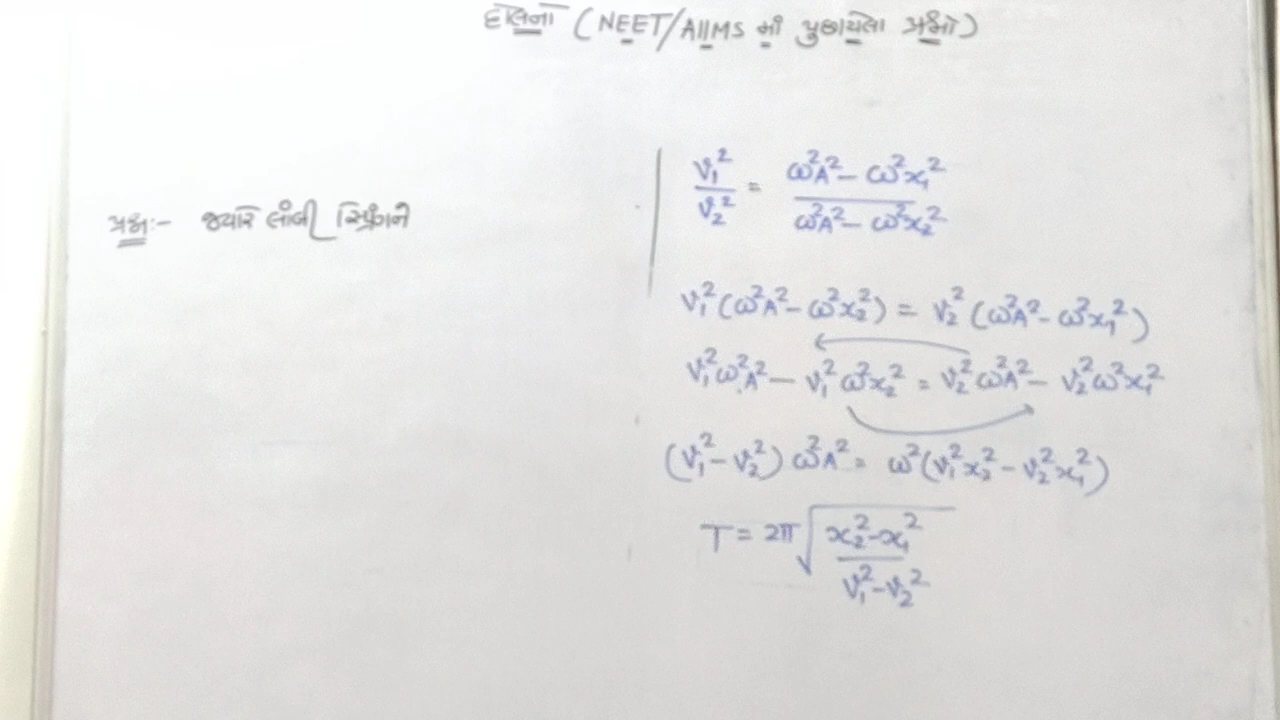 દોલનો (NEET/AIIMS માં પુછાયેલા પ્રશ્નો)
પ્રશ્ન:- જ્યારે લાંબી સ્પ્રિંગને
V₁²/V₂² = ω²A² - ω²x₁² / ω²A² - ω²x₂²
V₁²(ω²A² - ω²x₂²) = V₂²(ω²A² - ω²x₁²)
V₁²ω²A² - V₁²ω²x₂² = V₂²ω²A² - V₂²ω²x₁²
(V₁² - V₂²)ω²A² = ω²(V₁²x₂² - V₂²x₁²)
T = 2π√(x₂² - x₁² / V₁² - V₂²)